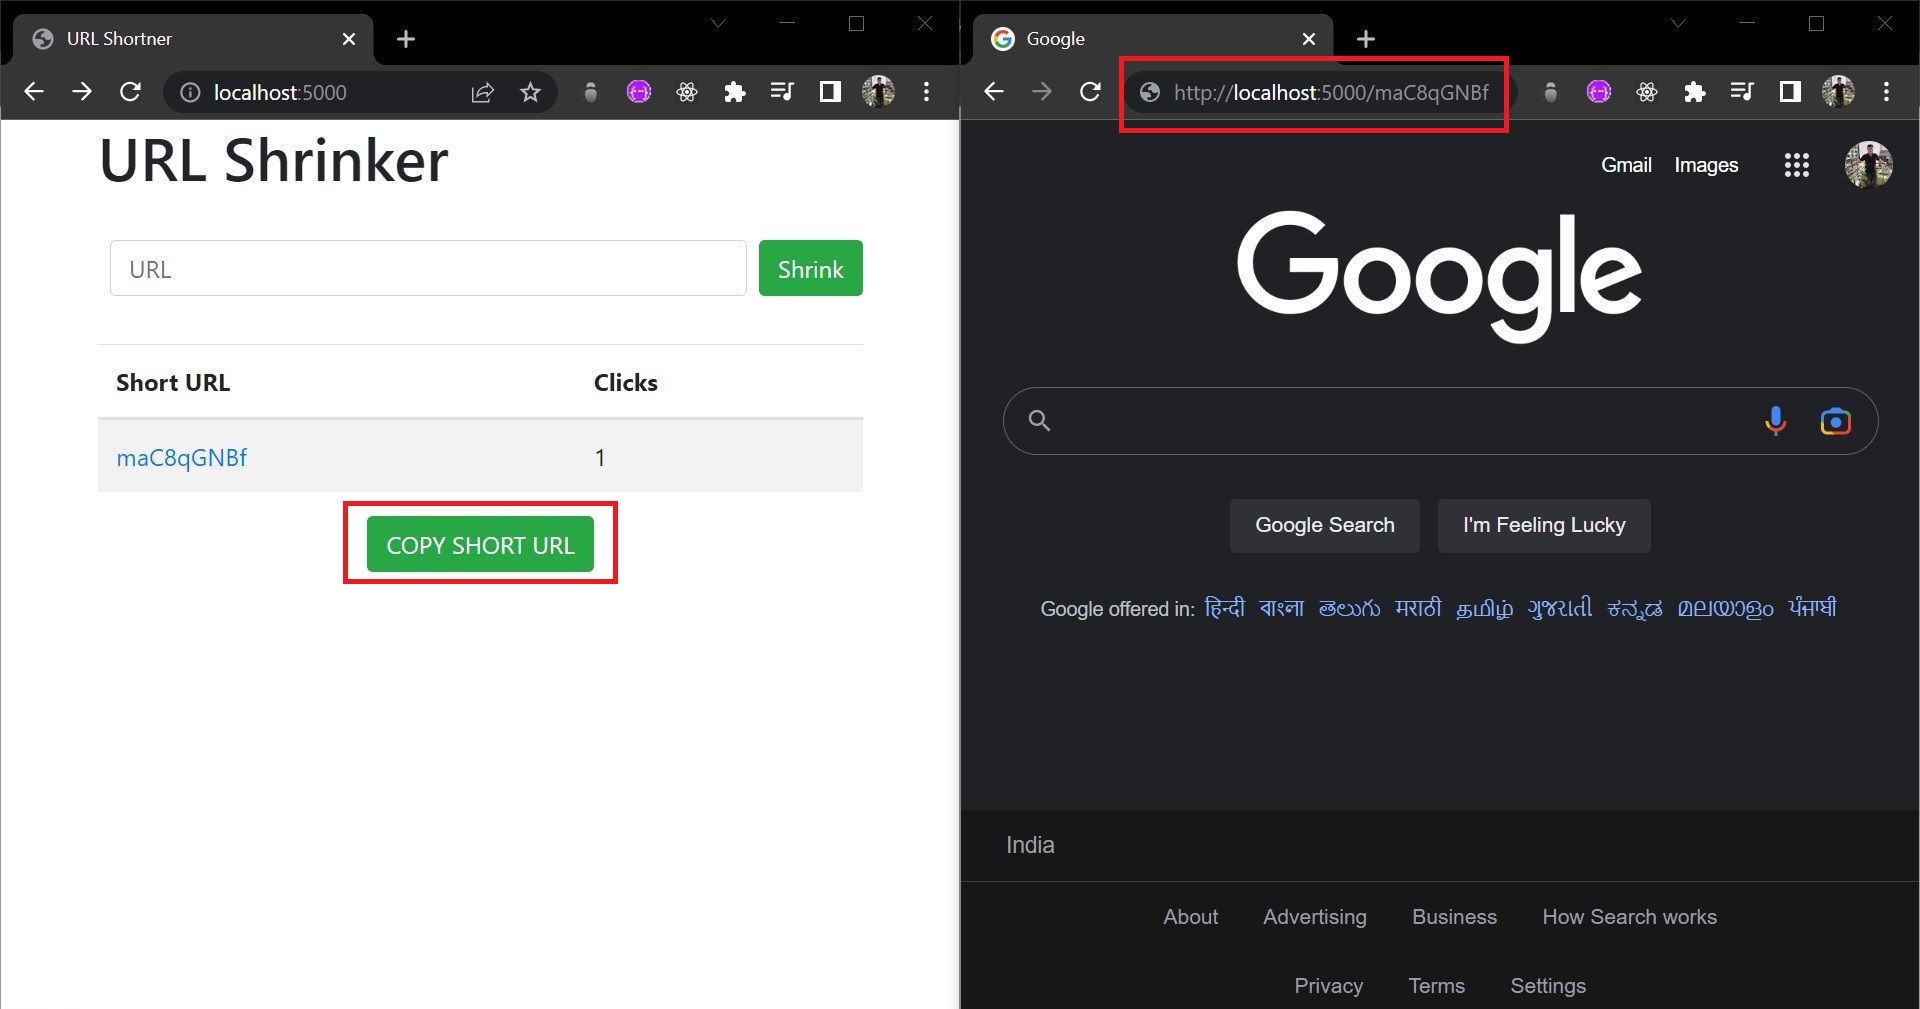 URL Shortner
localhost:5000
URL Shrinker
URL
Shrink
Short URL Clicks
maC8qGNBf 1
COPY SHORT URL
Google
http://localhost:5000/maC8qGNBf
Gmail Images
Google
Google Search I'm Feeling Lucky
Google offered in: हिन्दी বাংলা తెలుగు मराठी தமிழ் ગુજરાતી ಕನ್ನಡ മലയാളം ਪੰਜਾਬੀ
India
About Advertising Business How Search works
Privacy Terms Settings